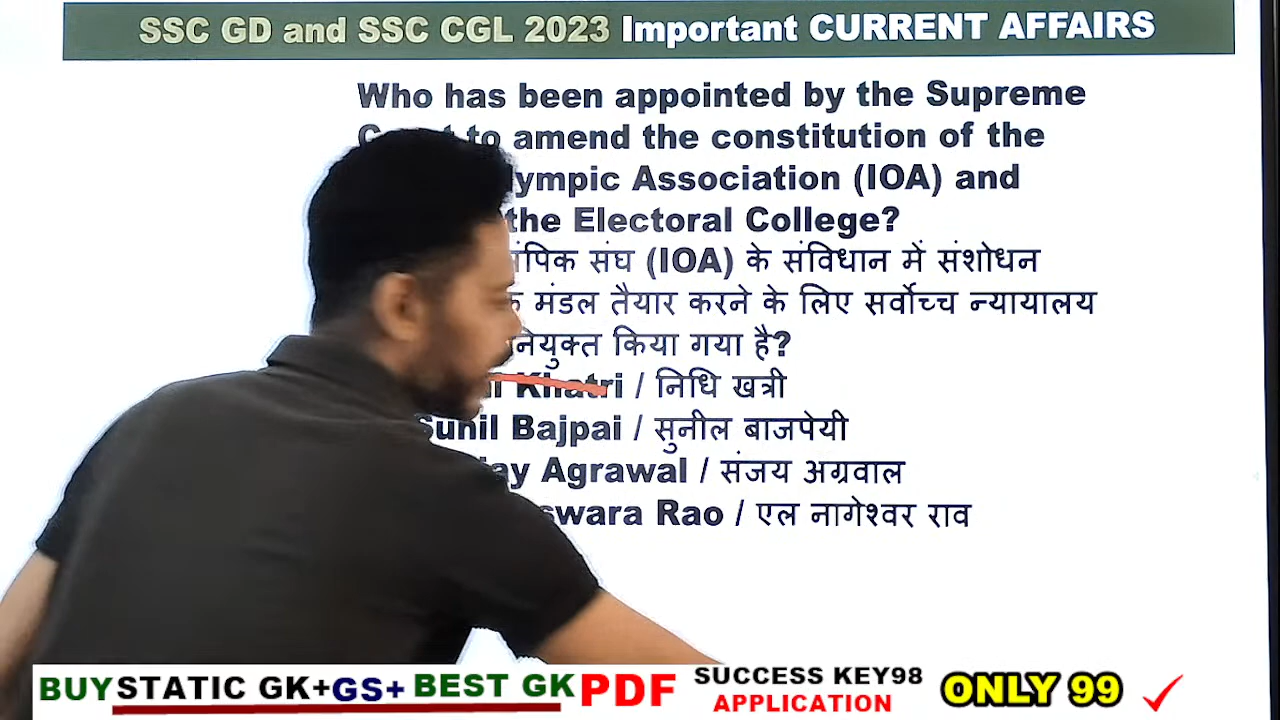 SSC GD and SSC CGL 2023 Important CURRENT AFFAIRS
Who has been appointed by the Supreme
to amend the constitution of the
Association (IOA) and
the Electoral College?
संघ (IOA) के संविधान में संशोधन
मंडल तैयार करने के लिए सर्वोच्च न्यायालय
नियुक्त किया गया है?
Khatri / निधि खत्री
Sunil Bajpai / सुनील बाजपेयी
Agrawal / संजय अग्रवाल
Rao / एल नागेश्वर राव
BUY STATIC GK+GS+ BEST GK PDF
SUCCESS KEY98
APPLICATION
ONLY 99